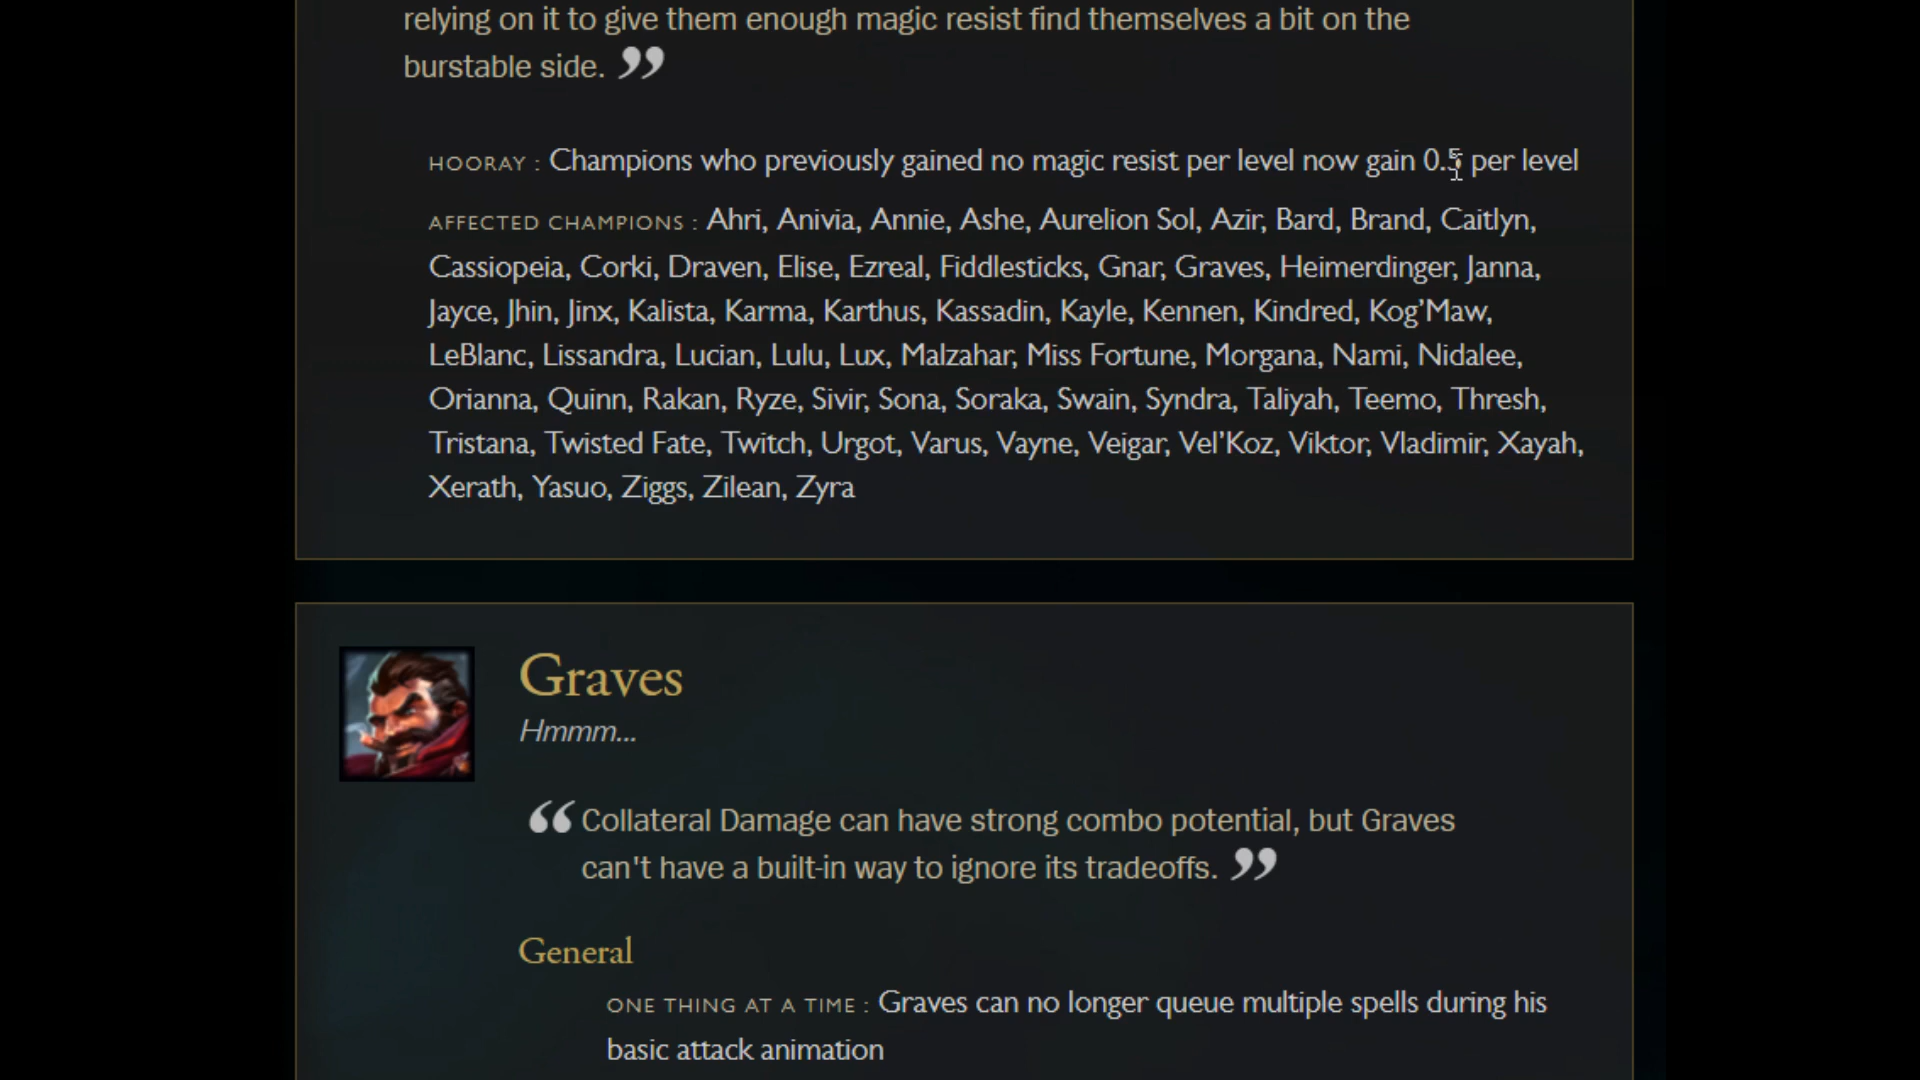 relying on it to give them enough magic resist find themselves a bit on the
burstable side. ”
HOORAY : Champions who previously gained no magic resist per level now gain 0.5 per level
AFFECTED CHAMPIONS : Ahri, Anivia, Annie, Ashe, Aurelion Sol, Azir, Bard, Brand, Caitlyn,
Cassiopeia, Corki, Draven, Elise, Ezreal, Fiddlesticks, Gnar, Graves, Heimerdinger, Janna,
Jayce, Jhin, Jinx, Kalista, Karma, Karthus, Kassadin, Kayle, Kennen, Kindred, Kog’Maw,
LeBlanc, Lissandra, Lucian, Lulu, Lux, Malzahar, Miss Fortune, Morgana, Nami, Nidalee,
Orianna, Quinn, Rakan, Ryze, Sivir, Sona, Soraka, Swain, Syndra, Taliyah, Teemo, Thresh,
Tristana, Twisted Fate, Twitch, Urgot, Varus, Vayne, Veigar, Vel’Koz, Viktor, Vladimir, Xayah,
Xerath, Yasuo, Ziggs, Zilean, Zyra
Graves
Hmmm...
“ Collateral Damage can have strong combo potential, but Graves
can't have a built-in way to ignore its tradeoffs. ”
General
ONE THING AT A TIME : Graves can no longer queue multiple spells during his
basic attack animation